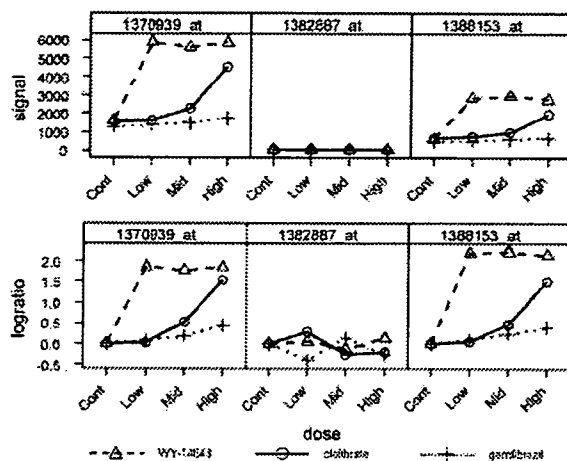 1370939_at 1382887_at 1388153_at
6000
5000
4000
3000
2000
1000
0
signal
Cont Low Mid High Cont Low Mid High Cont Low Mid High
1370939_at 1382887_at 1388153_at
2.0
1.5
1.0
0.5
0.0
-0.5
logratio
Cont Low Mid High Cont Low Mid High Cont Low Mid High
dose
clofibrate gemfibrozil